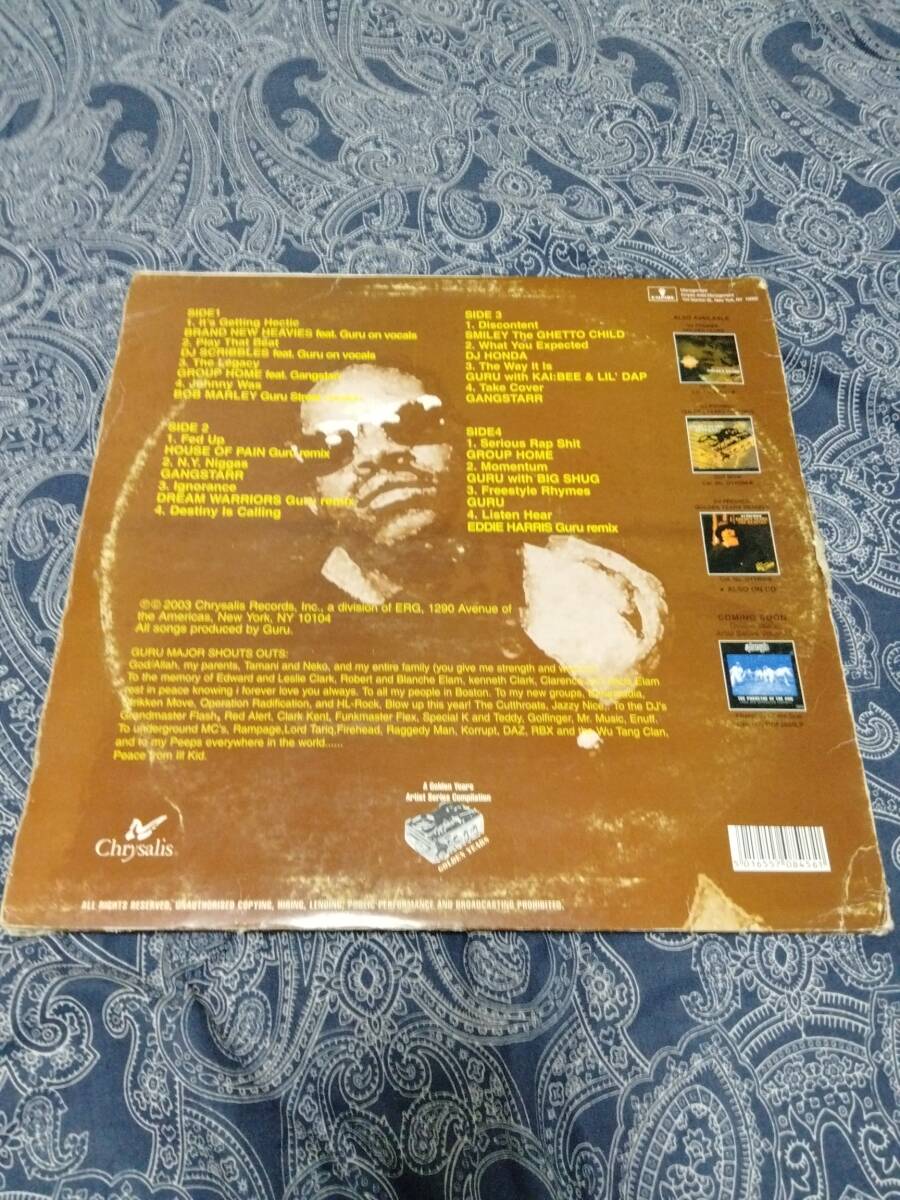 SIDE1
1. It's Getting Hectic
BRAND NEW HEAVIES feat. Guru on vocals
2. Play That Beat
DJ SCRIBBLES feat. Guru on vocals
3. The Legacy
GROUP HOME feat. Gangstarr
4. Johnny Was
BOB MARLEY Guru
SIDE 2
1. Fed Up
HOUSE OF PAIN Guru remix
2. N.Y. Niggas
GANGSTARR
3. Ignorance
DREAM WARRIORS Guru remix
4. Destiny Is Calling
SIDE 3
1. Discontent
SMILEY The GHETTO CHILD
2. What You Expected
DJ HONDA
3. The Way It Is
GURU with KAI:BEE & LIL' DAP
4. Take Cover
GANGSTARR
SIDE4
1. Serious Rap Shit
GROUP HOME
2. Momentum
GURU with BIG SHUG
3. Freestyle Rhymes
GURU
4. Listen Hear
EDDIE HARRIS Guru remix
ALSO AVAILABLE
• ALSO ON CD
COMING SOON
℗© 2003 Chrysalis Records, Inc., a division of ERG, 1290 Avenue of
the Americas, New York, NY 10104
All songs produced by Guru.
GURU MAJOR SHOUTS OUTS:
God/Allah, my parents, Tamani and Neko, and my entire family (you give me strength and
To the memory of Edward and Leslie Clark, Robert and Blanche Elam, kenneth Clark, Elam
rest in peace knowing i forever love you always. To all my people in Boston. To my new groups,
Brikken Move, Operation Radification, and HL-Rock, Blow up this year! The Cutthroats, Jazzy Nice. To the DJ's
Grandmaster Flash, Red Alert, Clark Kent, Funkmaster Flex, Special K and Teddy, Golfinger, Mr. Music, Enuff.
To underground MC's, Rampage,Lord Tariq,Firehead, Raggedy Man, Korrupt, DAZ, RBX and the Wu Tang Clan,
and to my Peeps everywhere in the world......
Peace from Ill Kid.
A Golden Years
Artist Series Compilation
GOLDEN YEARS
Chrysalis
5 016557 084561
ALL RIGHTS RESERVED. UNAUTHORISED COPYING, HIRING, LENDING, PUBLIC PERFORMANCE AND BROADCASTING PROHIBITED.